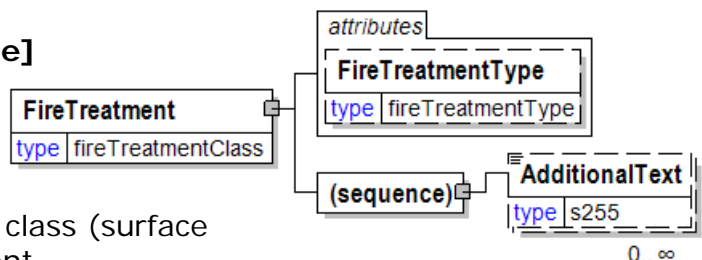 e]
attributes
FireTreatmentType
type fireTreatmentType
FireTreatment
type fireTreatmentClass
(sequence)
AdditionalText
type s255
0..∞
class (surface